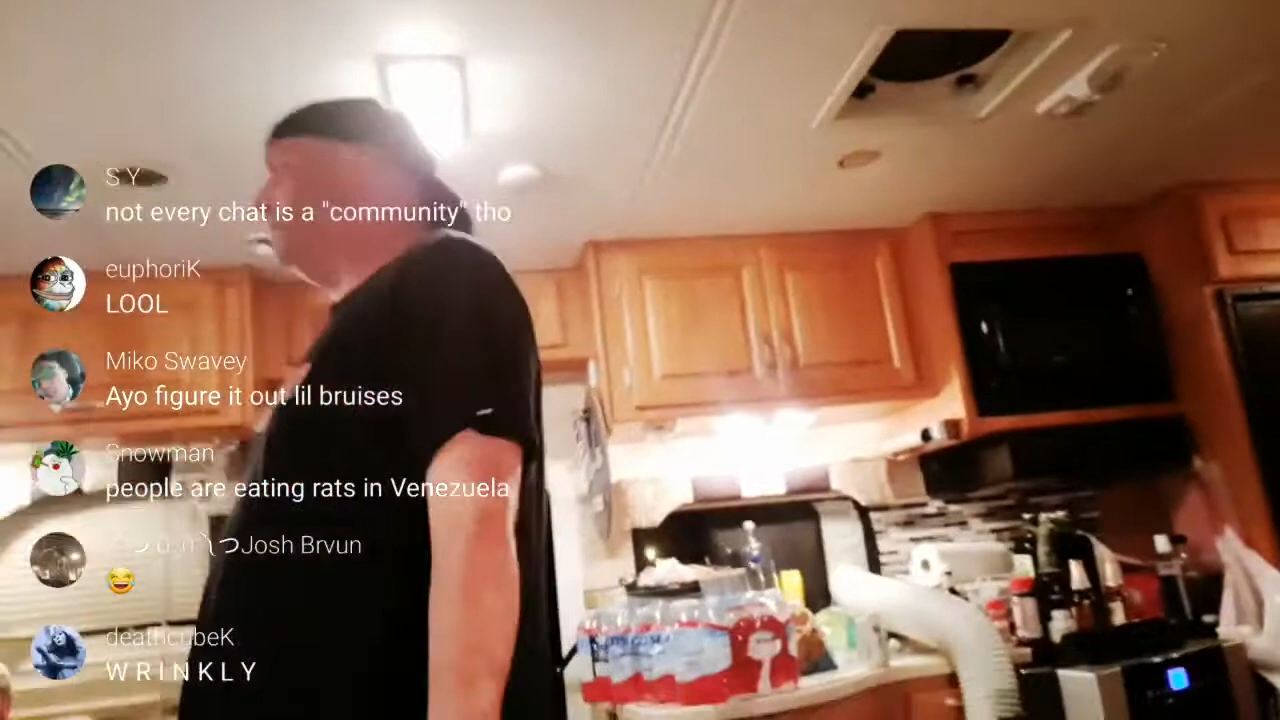 S Y
not every chat is a "community" tho
euphoriK
LOOL
Miko Swavey
Ayo figure it out lil bruises
Snowman
people are eating rats in Venezuela
Josh Brvun
😂
deathcubeK
W R I N K L Y